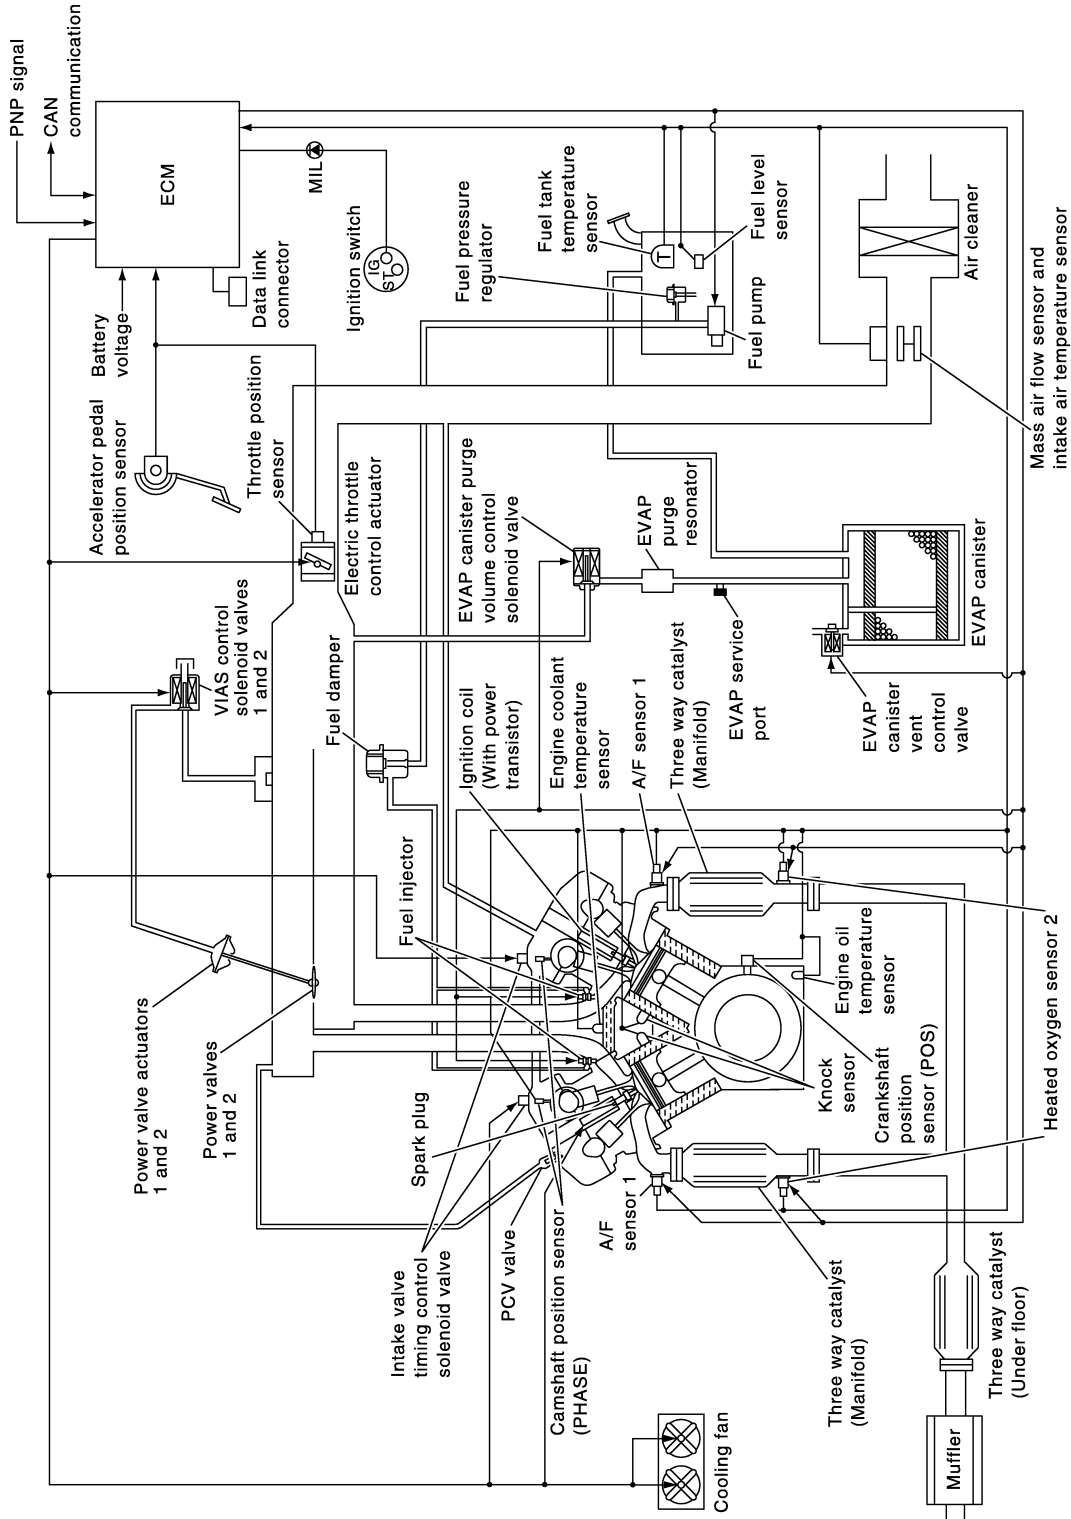 PNP signal
CAN
communication
ECM
MIL
Battery
voltage
Data link
connector
Ignition switch
IG
ST
Accelerator pedal
position sensor
Throttle position
sensor
Electric throttle
control actuator
Fuel pressure
regulator
Fuel tank
temperature
sensor
T
Fuel level
sensor
Fuel pump
Air cleaner
Mass air flow sensor and
intake air temperature sensor
VIAS control
solenoid valves
1 and 2
Fuel damper
EVAP canister purge
volume control
solenoid valve
EVAP
purge
resonator
EVAP service
port
EVAP canister
EVAP
canister
vent
control
valve
Ignition coil
(With power
transistor)
Engine coolant
temperature
sensor
A/F sensor 1
Three way catalyst
(Manifold)
Fuel injector
Power valve actuators
1 and 2
Power valves
1 and 2
Spark plug
Intake valve
timing control
solenoid valve
PCV valve
Camshaft position sensor
(PHASE)
A/F
sensor 1
Knock
sensor
Crankshaft
position
sensor (POS)
Engine oil
temperature
sensor
Heated oxygen sensor 2
Three way catalyst
(Manifold)
Three way catalyst
(Under floor)
Cooling fan
Muffler